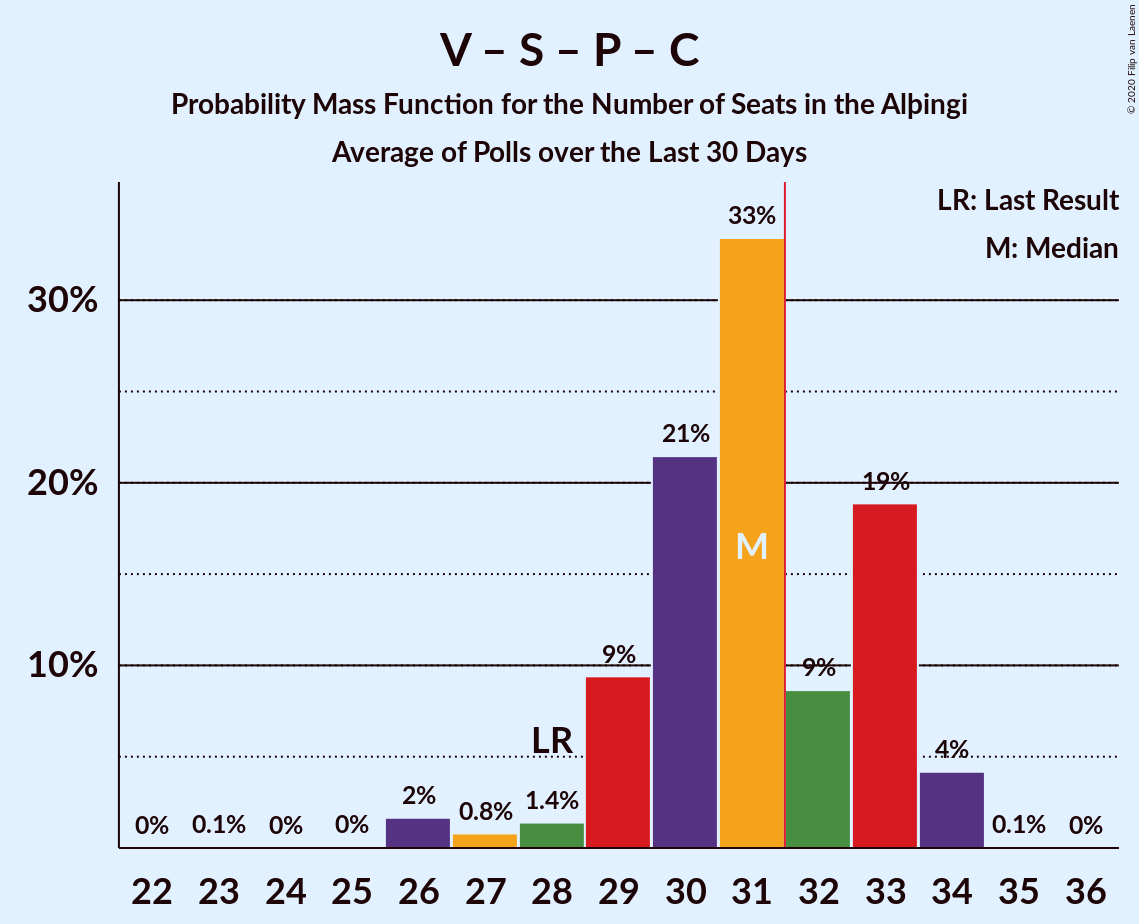 V – S – P – C
Probability Mass Function for the Number of Seats in the Alþingi
Average of Polls over the Last 30 Days
© 2020 Filip van Laenen
LR: Last Result
M: Median
33%
30%
21%
20%
19%
M
10%
9%
9%
LR
4%
2%
1.4%
0.8%
0%
0.1%
0%
0%
0.1%
0%
22 23 24 25 26 27 28 29 30 31 32 33 34 35 36